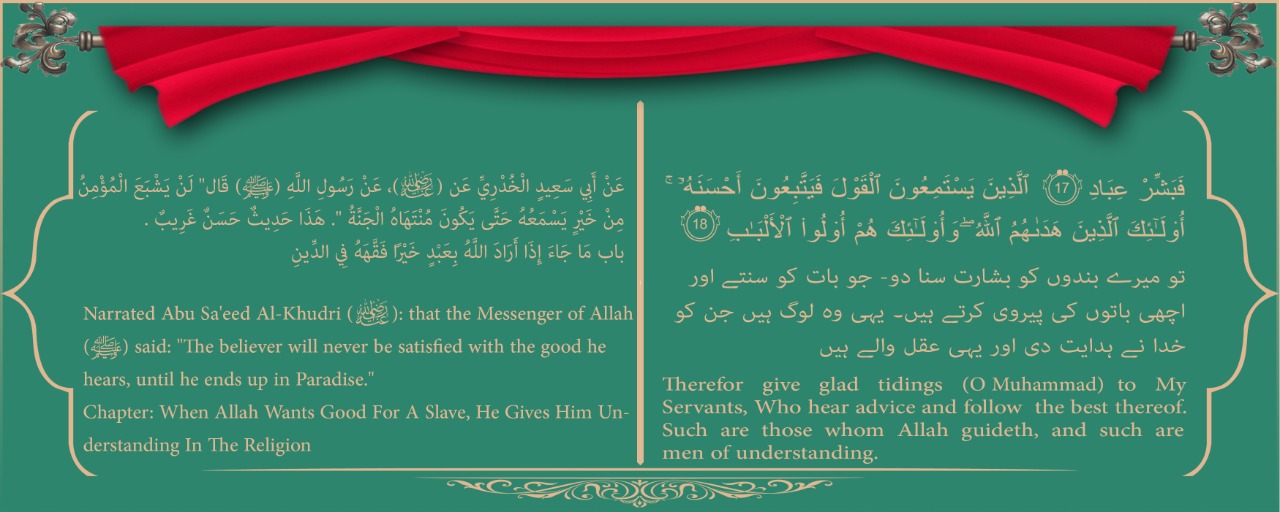 فَبَشِّرْ عِبَادِ (17) ٱلَّذِينَ يَسْتَمِعُونَ ٱلْقَوْلَ فَيَتَّبِعُونَ أَحْسَنَهُۥٓ ۚ
أُوْلَـٰٓئِكَ ٱلَّذِينَ هَدَىٰهُمُ ٱللَّهُ ۖ وَأُوْلَـٰٓئِكَ هُمْ أُوْلُوا۟ ٱلْأَلْبَـٰبِ (18)
تو میرے بندوں کو بشارت سنا دو- جو بات کو سنتے اور
اچھی باتوں کی پیروی کرتے ہیں۔ یہی وہ لوگ ہیں جن کو
خدا نے ہدایت دی اور یہی عقل والے ہیں
Therefor give glad tidings (O Muhammad) to My
Servants, Who hear advice and follow the best thereof.
Such are those whom Allah guideth, and such are
men of understanding.
عَنْ أَبِي سَعِيدٍ الْخُدْرِيِّ عَن (﵁)، عَنْ رَسُولِ اللَّهِ (ﷺ) قَال" لَنْ يَشْبَعَ الْمُؤْمِنُ
مِنْ خَيْرٍ يَسْمَعُهُ حَتَّى يَكُونَ مُنْتَهَاهُ الْجَنَّةُ ". هَذَا حَدِيثٌ حَسَنٌ غَرِيبٌ .
باب مَا جَاءَ إِذَا أَرَادَ اللَّهُ بِعَبْدٍ خَيْرًا فَقَّهَهُ فِي الدِّينِ
Narrated Abu Sa'eed Al-Khudri (﵁): that the Messenger of Allah
(ﷺ) said: "The believer will never be satisfied with the good he
hears, until he ends up in Paradise."
Chapter: When Allah Wants Good For A Slave, He Gives Him Un-
derstanding In The Religion